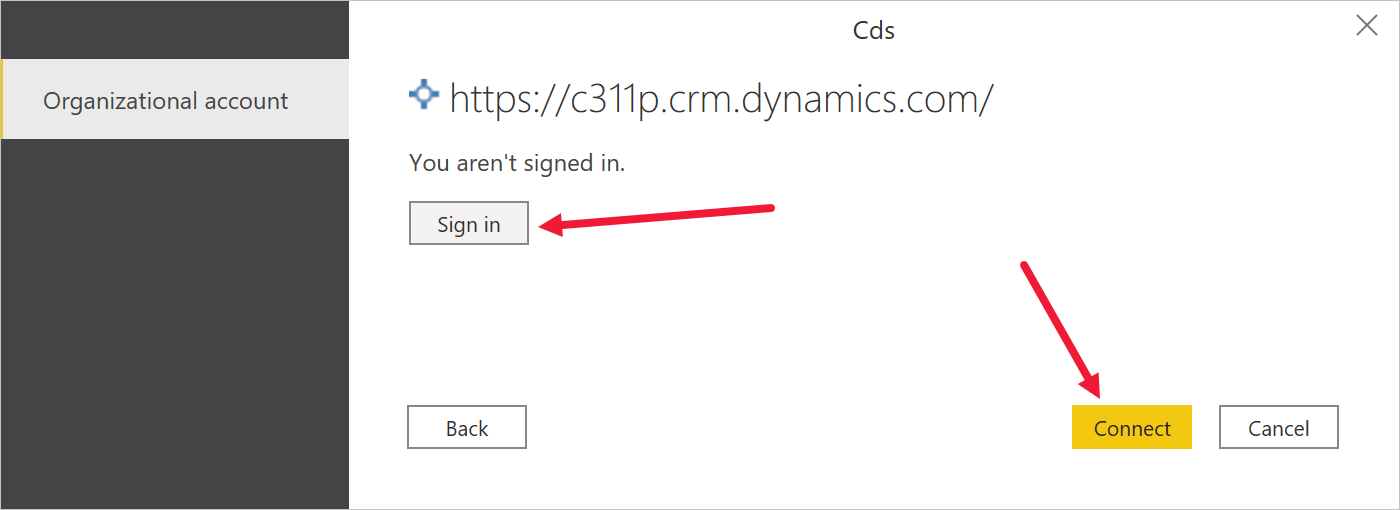 Cds
Organizational account
https://c311p.crm.dynamics.com/
You aren't signed in.
Sign in
Back
Connect
Cancel